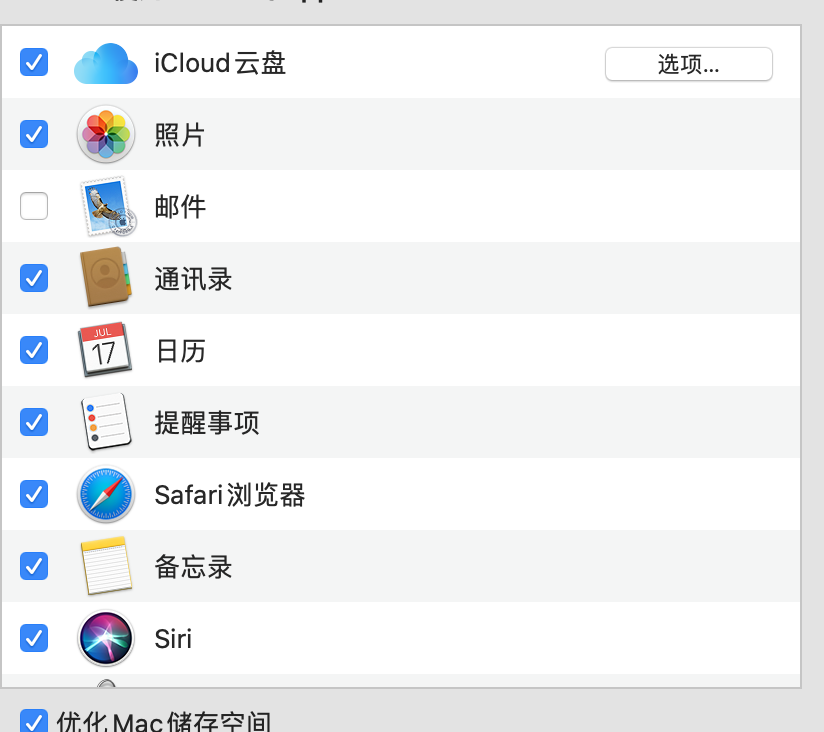 iCloud云盘
选项...
照片
邮件
通讯录
JUL
17
日历
提醒事项
Safari浏览器
备忘录
Siri
优化Mac储存空间